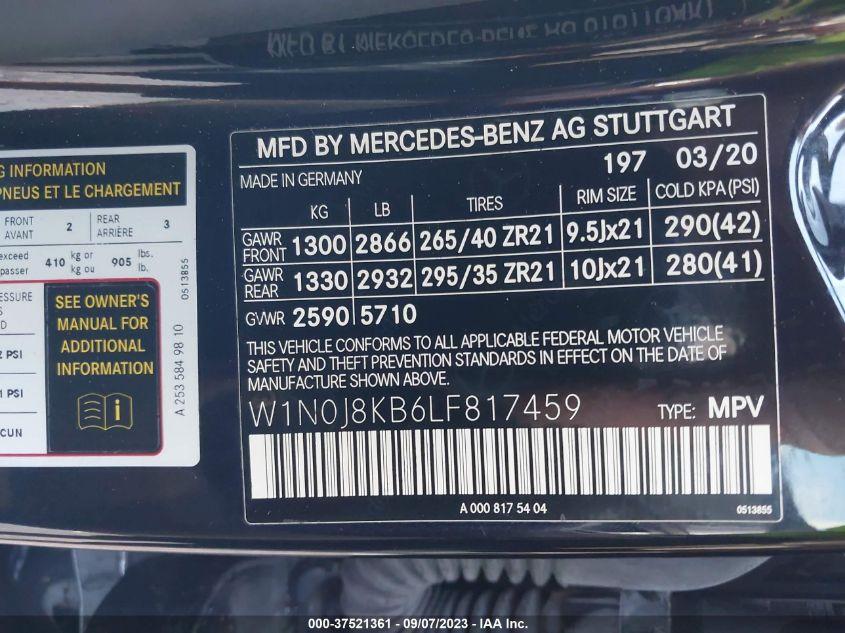 MFD BY MERCEDES-BENZ AG STUTTGART
197 03/20
MADE IN GERMANY
KG LB TIRES RIM SIZE COLD KPA(PSI)
GAWR FRONT 1300 2866 265/40 ZR21 9.5Jx21 290(42)
GAWR REAR 1330 2932 295/35 ZR21 10Jx21 280(41)
GVWR 2590 5710
THIS VEHICLE CONFORMS TO ALL APPLICABLE FEDERAL MOTOR VEHICLE
SAFETY AND THEFT PREVENTION STANDARDS IN EFFECT ON THE DATE OF
MANUFACTURE SHOWN ABOVE.
W1N0J8KB6LF817459 TYPE: MPV
A 000 817 54 04
0513855
INFORMATION
PNEUS ET LE CHARGEMENT
FRONT 2 REAR 3
AVANT ARRIÈRE
410 kg or 905 lbs.
kg ou lb.
0513855
SEE OWNER'S
MANUAL FOR
ADDITIONAL
INFORMATION
i
PSI
PSI
A 253 584 98 10
000-37521361 - 09/07/2023 - IAA Inc.